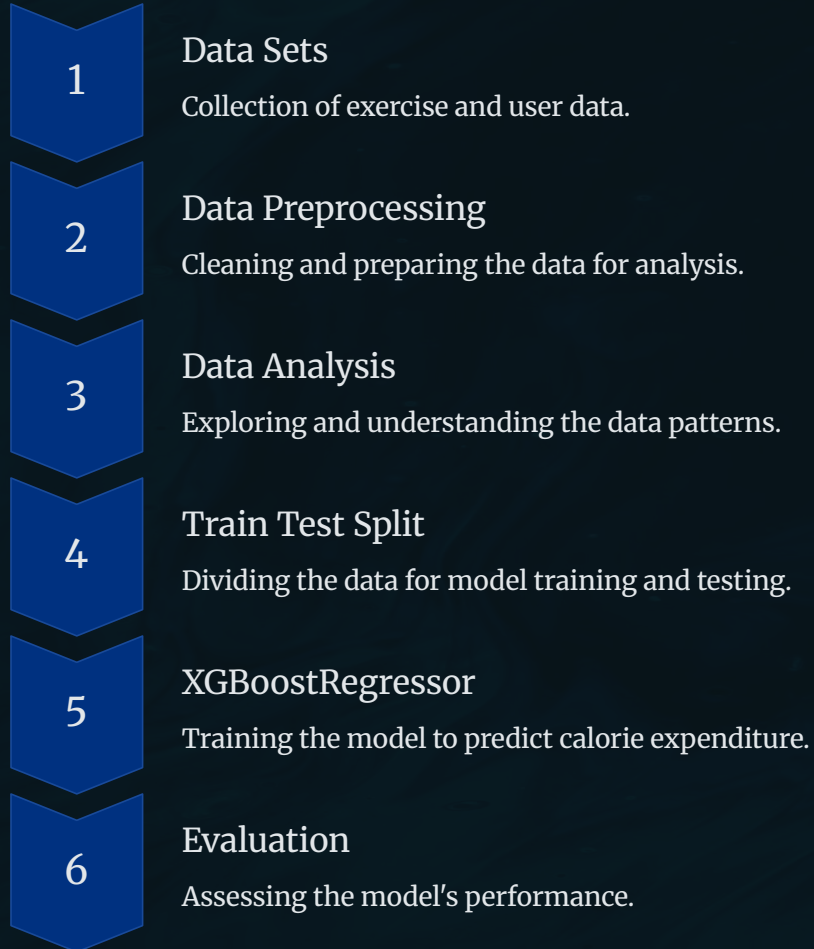 1
Data Sets
Collection of exercise and user data.
2
Data Preprocessing
Cleaning and preparing the data for analysis.
3
Data Analysis
Exploring and understanding the data patterns.
4
Train Test Split
Dividing the data for model training and testing.
5
XGBoostRegressor
Training the model to predict calorie expenditure.
6
Evaluation
Assessing the model's performance.